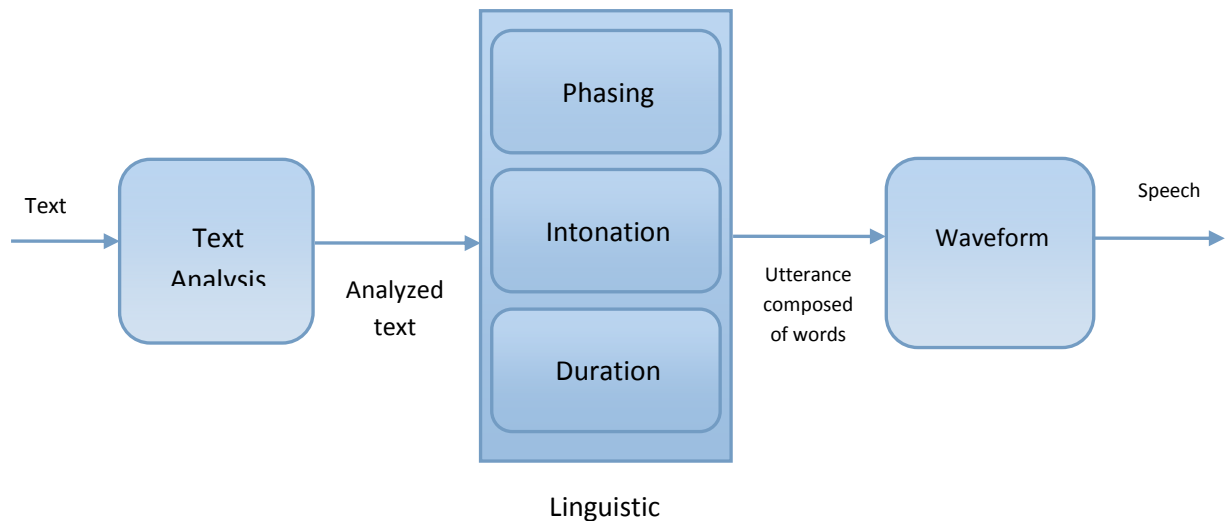 Text
Text
Analysis
Analyzed
text
Phasing
Intonation
Duration
Linguistic
Utterance
composed
of words
Waveform
Speech